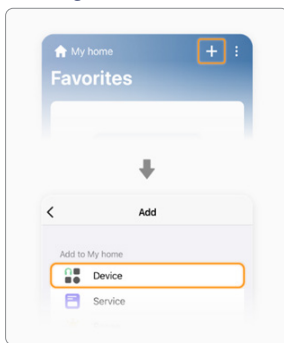 My home
Favorites
Add
Add to My home
Device
Service